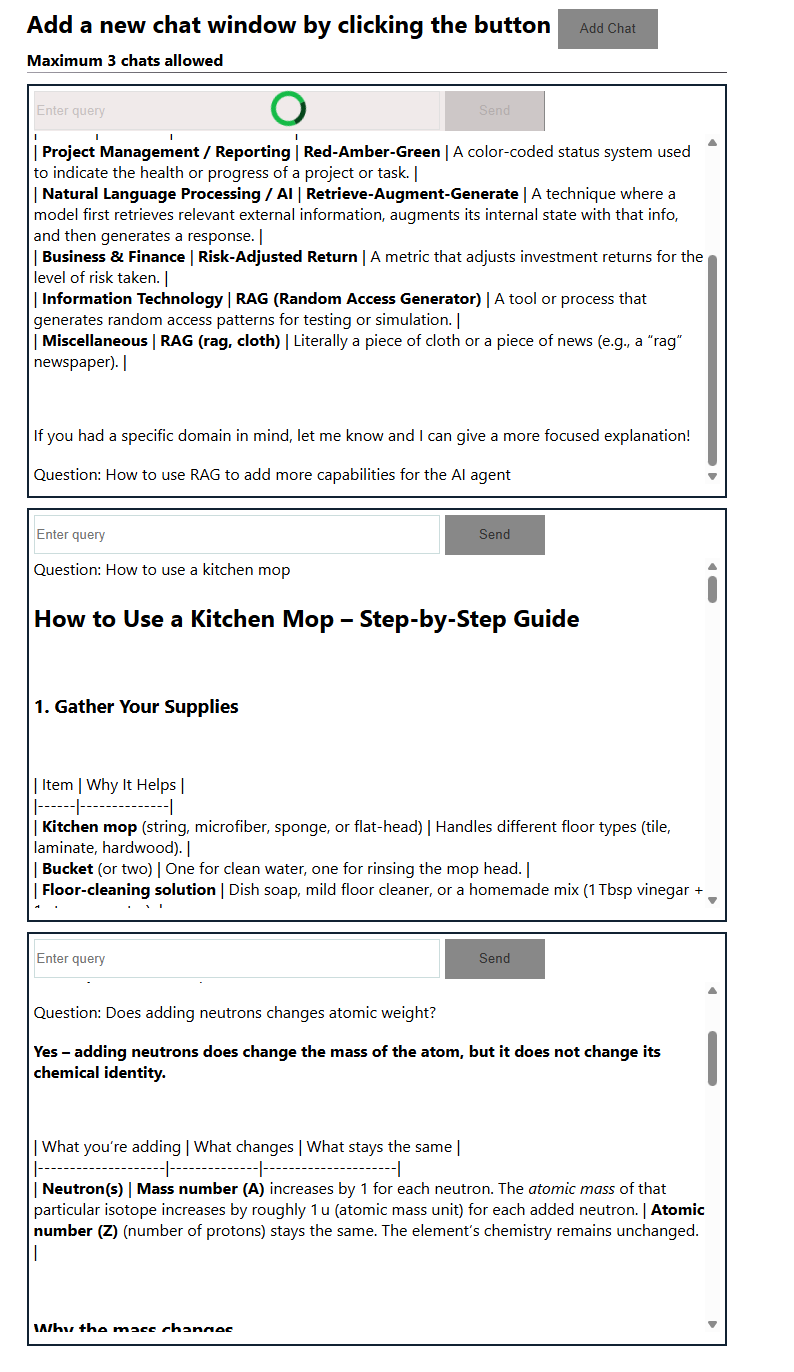 Add a new chat window by clicking the button Add Chat
Maximum 3 chats allowed
Enter query Send
| Project Management / Reporting | Red-Amber-Green | A color-coded status system used
to indicate the health or progress of a project or task. |
| Natural Language Processing / AI | Retrieve-Augment-Generate | A technique where a
model first retrieves relevant external information, augments its internal state with that info,
and then generates a response. |
| Business & Finance | Risk-Adjusted Return | A metric that adjusts investment returns for the
level of risk taken. |
| Information Technology | RAG (Random Access Generator) | A tool or process that
generates random access patterns for testing or simulation. |
| Miscellaneous | RAG (rag, cloth) | Literally a piece of cloth or a piece of news (e.g., a “rag”
newspaper). |
If you had a specific domain in mind, let me know and I can give a more focused explanation!
Question: How to use RAG to add more capabilities for the AI agent
Enter query Send
Question: How to use a kitchen mop
How to Use a Kitchen Mop – Step-by-Step Guide
1. Gather Your Supplies
| Item | Why It Helps |
|------|--------------|
| Kitchen mop (string, microfiber, sponge, or flat-head) | Handles different floor types (tile,
laminate, hardwood). |
| Bucket (or two) | One for clean water, one for rinsing the mop head. |
| Floor-cleaning solution | Dish soap, mild floor cleaner, or a homemade mix (1 Tbsp vinegar +
Enter query Send
Question: Does adding neutrons changes atomic weight?
Yes – adding neutrons does change the mass of the atom, but it does not change its
chemical identity.
| What you’re adding | What changes | What stays the same |
|---------------------|--------------|----------------------|
| Neutron(s) | Mass number (A) increases by 1 for each neutron. The atomic mass of that
particular isotope increases by roughly 1 u (atomic mass unit) for each added neutron. | Atomic
number (Z) (number of protons) stays the same. The element’s chemistry remains unchanged.
|
Why the mass changes